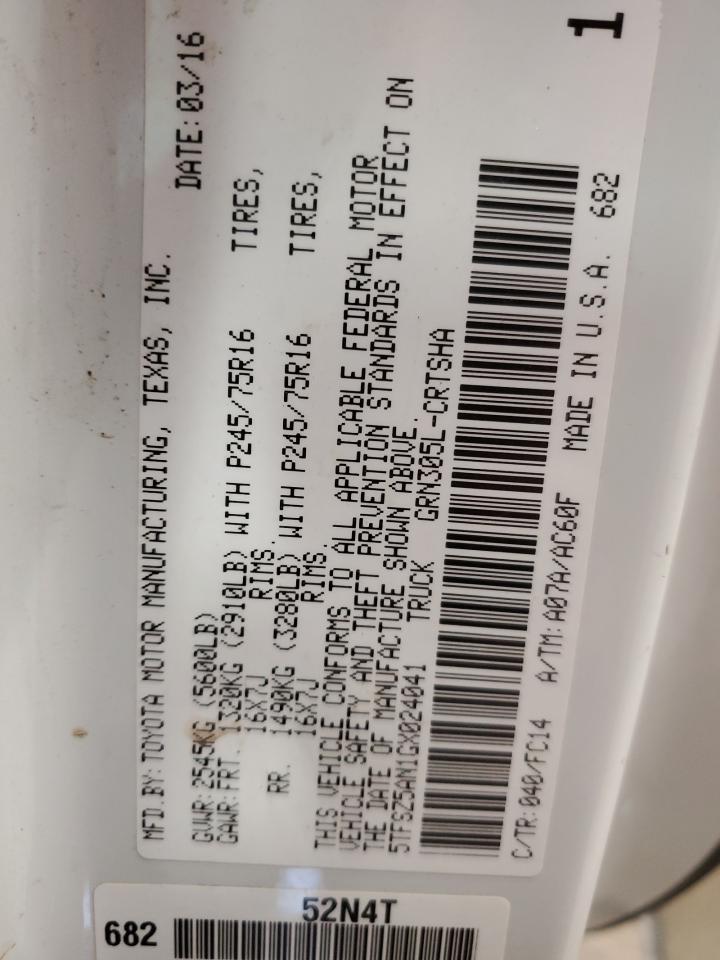 MFD.BY:TOYOTA MOTOR MANUFACTURING, TEXAS, INC. DATE:03/16
GVWR:2545KG (5600LB)
GAWR:FRT. 1320KG (2910LB) WITH P245/75R16 TIRES,
16X7J RIMS.
RR. 1490KG (3280LB) WITH P245/75R16 TIRES,
16X7J RIMS.
THIS VEHICLE CONFORMS TO ALL APPLICABLE FEDERAL MOTOR
VEHICLE SAFETY AND THEFT PREVENTION STANDARDS IN EFFECT ON
THE DATE OF MANUFACTURE SHOWN ABOVE.
5TFSZ5AN1GX024041 TRUCK GRN305L-CRTSHA
C/TR:040/FC14 A/TM:A07A/AC60F MADE IN U.S.A. 682
1
52N4T
682